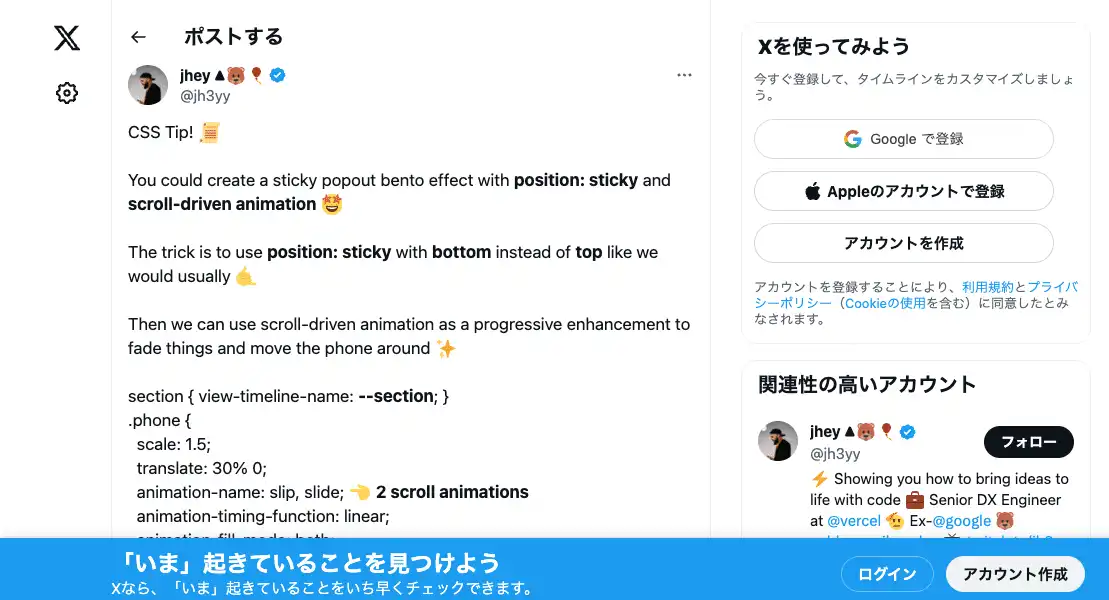 ポストする
jhey ▲🐻🎈
@jh3yy
CSS Tip! 📜
You could create a sticky popout bento effect with position: sticky and
scroll-driven animation 🤩
The trick is to use position: sticky with bottom instead of top like we
would usually 🤙
Then we can use scroll-driven animation as a progressive enhancement to
fade things and move the phone around ✨
section { view-timeline-name: --section; }
.phone {
scale: 1.5;
translate: 30% 0;
animation-name: slip, slide; 👈 2 scroll animations
animation-timing-function: linear;
Xを使ってみよう
今すぐ登録して、タイムラインをカスタマイズしましょ
う。
Google で登録
Appleのアカウントで登録
アカウントを作成
アカウントを登録することにより、利用規約とプライバ
シーポリシー（Cookieの使用を含む）に同意したとみ
なされます。
関連性の高いアカウント
jhey ▲🐻🎈
@jh3yy
フォロー
⚡ Showing you how to bring ideas to
life with code 💼 Senior DX Engineer
at @vercel 🫡 Ex-@google 🐻
「いま」起きていることを見つけよう
Xなら、「いま」起きていることをいち早くチェックできます。
ログイン
アカウント作成